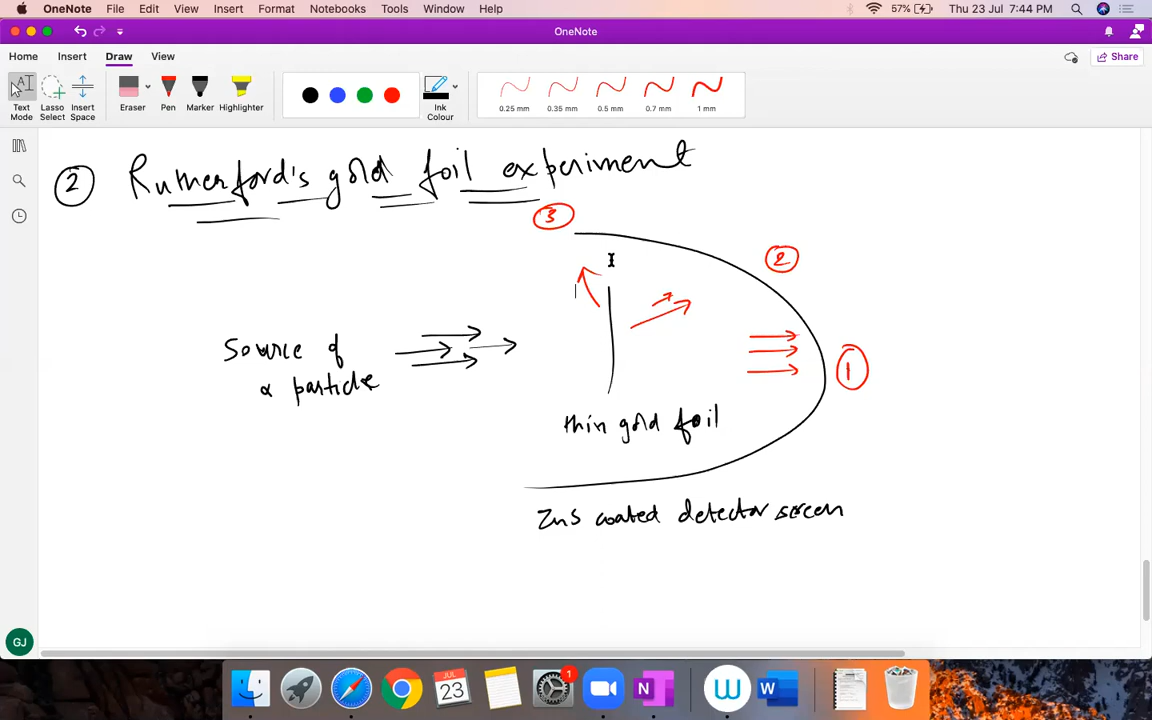 OneNote File Edit View Insert Format Notebooks Tools Window Help 57% Thu 23 Jul 7:44 PM
OneNote
Home Insert Draw View Share
Text Mode
Lasso Select
Insert Space
Eraser
Pen
Marker
Highlighter
Ink Colour
0.25 mm 0.35 mm 0.5 mm 0.7 mm 1 mm
2 Rutherford's gold foil experiment
3
2
Source of
α particle
1
thin gold foil
ZnS coated detector screen
GJ
JUL
23
1
N
W
W